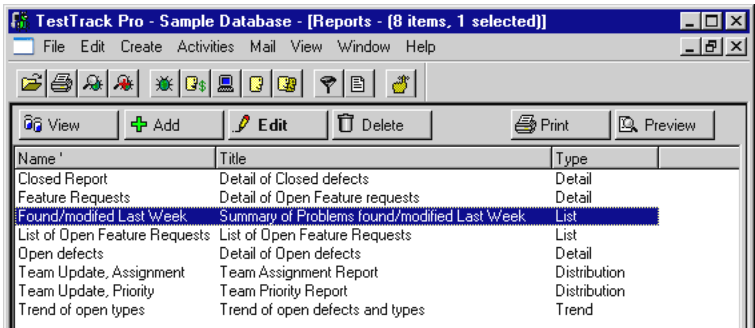 TestTrack Pro - Sample Database - [Reports - (8 items, 1 selected)]
File Edit Create Activities Mail View Window Help
View Add Edit Delete Print Preview
Name ' Title Type
Closed Report Detail of Closed defects Detail
Feature Requests Detail of Open Feature requests Detail
Found/modifed Last Week Summary of Problems found/modified Last Week List
List of Open Feature Requests List of Open Feature Requests List
Open defects Detail of Open defects Detail
Team Update, Assignment Team Assignment Report Distribution
Team Update, Priority Team Priority Report Distribution
Trend of open types Trend of open defects and types Trend